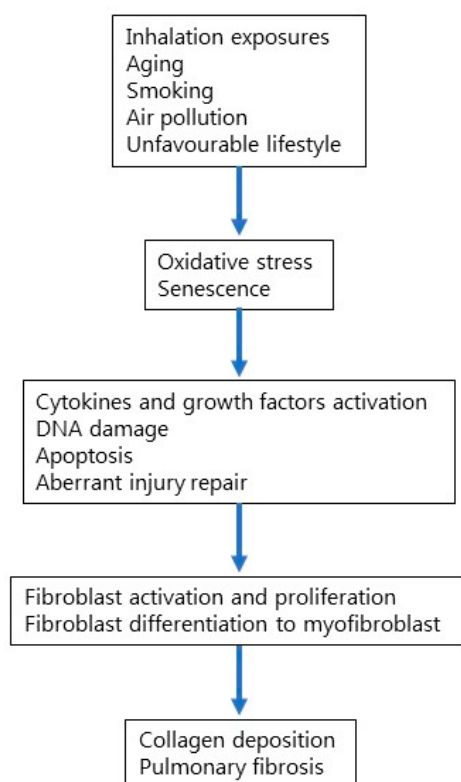 Inhalation exposures
Aging
Smoking
Air pollution
Unfavourable lifestyle
Oxidative stress
Senescence
Cytokines and growth factors activation
DNA damage
Apoptosis
Aberrant injury repair
Fibroblast activation and proliferation
Fibroblast differentiation to myofibroblast
Collagen deposition
Pulmonary fibrosis